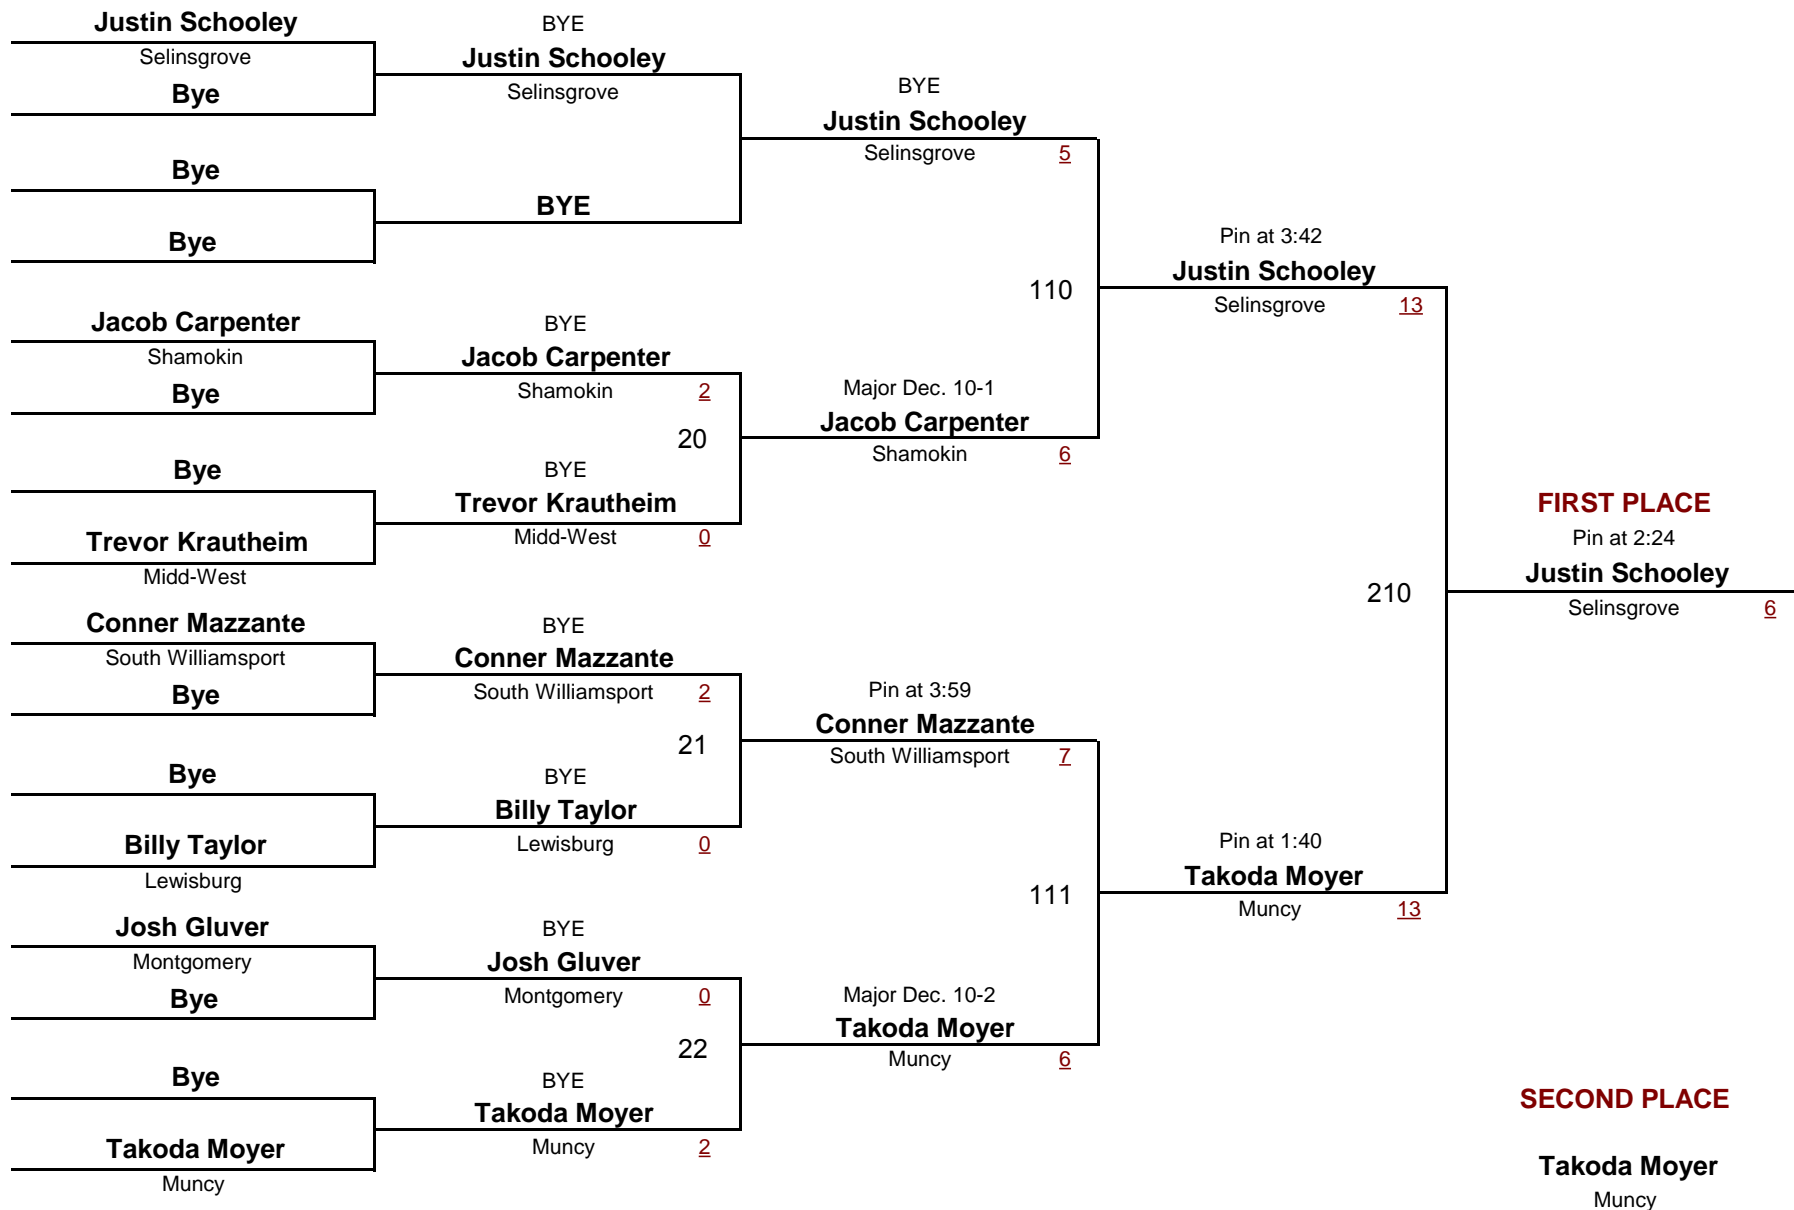 Justin Schooley
Selinsgrove
Bye
Bye
Bye
Jacob Carpenter
Shamokin
Bye
Bye
Trevor Krautheim
Midd-West
Conner Mazzante
South Williamsport
Bye
Bye
Billy Taylor
Lewisburg
Josh Gluver
Montgomery
Bye
Bye
Takoda Moyer
Muncy
BYE
Justin Schooley
Selinsgrove
BYE
BYE
Jacob Carpenter
Shamokin 2
20
BYE
Trevor Krautheim
Midd-West 0
BYE
Conner Mazzante
South Williamsport 2
21
BYE
Billy Taylor
Lewisburg 0
BYE
Josh Gluver
Montgomery 0
22
BYE
Takoda Moyer
Muncy 2
BYE
Justin Schooley
Selinsgrove 5
110
Major Dec. 10-1
Jacob Carpenter
Shamokin 6
Pin at 3:59
Conner Mazzante
South Williamsport 7
111
Major Dec. 10-2
Takoda Moyer
Muncy 6
Pin at 3:42
Justin Schooley
Selinsgrove 13
210
Pin at 1:40
Takoda Moyer
Muncy 13
FIRST PLACE
Pin at 2:24
Justin Schooley
Selinsgrove 6
SECOND PLACE
Takoda Moyer
Muncy